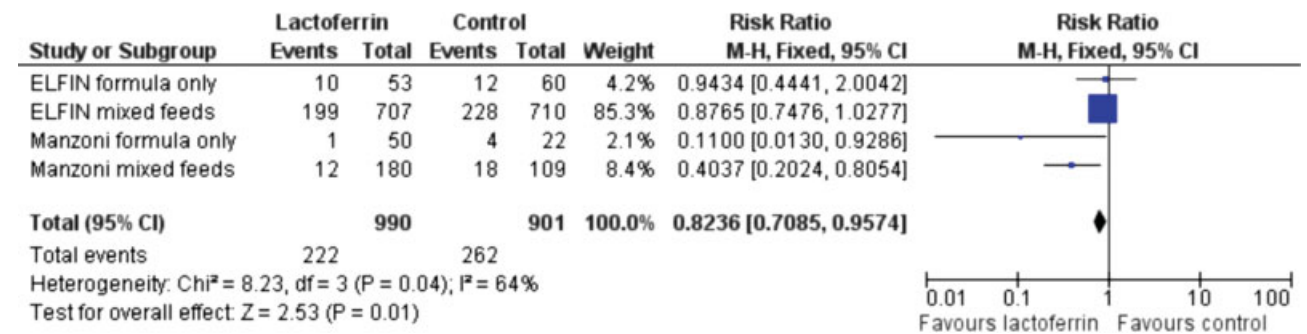 Lactoferrin Control Risk Ratio Risk Ratio
Study or Subgroup Events Total Events Total Weight M-H, Fixed, 95% CI M-H, Fixed, 95% CI
ELFIN formula only 10 53 12 60 4.2% 0.9434 [0.4441, 2.0042]
ELFIN mixed feeds 199 707 228 710 85.3% 0.8765 [0.7476, 1.0277]
Manzoni formula only 1 50 4 22 2.1% 0.1100 [0.0130, 0.9286]
Manzoni mixed feeds 12 180 18 109 8.4% 0.4037 [0.2024, 0.8054]
Total (95% CI) 990 901 100.0% 0.8236 [0.7085, 0.9574]
Total events 222 262
Heterogeneity: Chi² = 8.23, df = 3 (P = 0.04); I² = 64%
Test for overall effect: Z = 2.53 (P = 0.01)
0.01 0.1 1 10 100
Favours lactoferrin Favours control